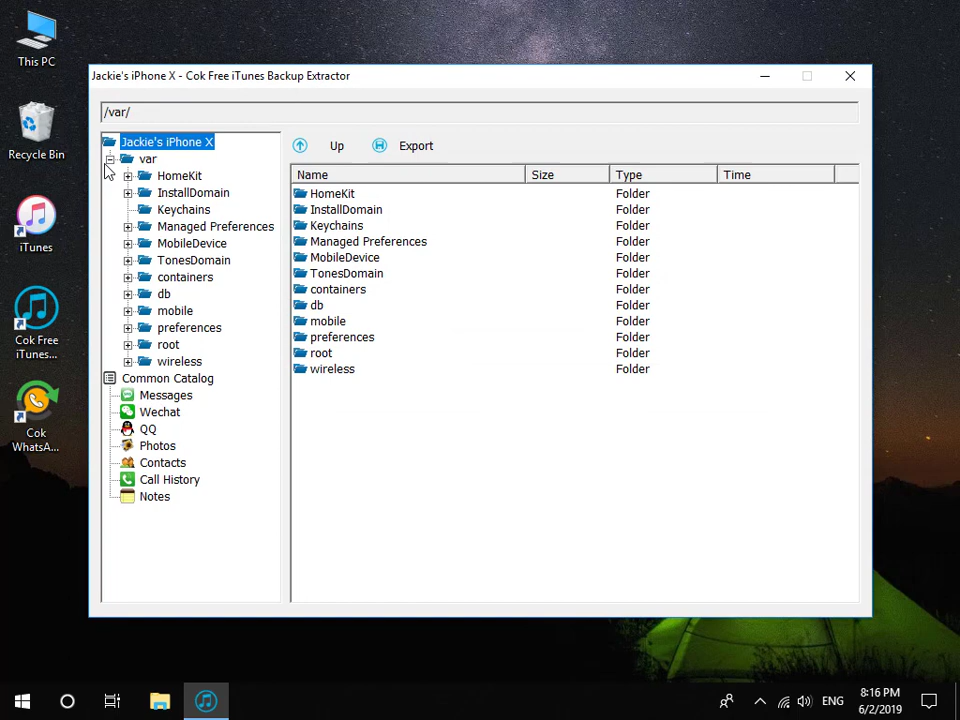 This PC
Recycle Bin
iTunes
Cok Free
iTunes...
Cok
WhatsA...
Jackie's iPhone X - Cok Free iTunes Backup Extractor
/var/
Jackie's iPhone X
var
HomeKit
InstallDomain
Keychains
Managed Preferences
MobileDevice
TonesDomain
containers
db
mobile
preferences
root
wireless
Common Catalog
Messages
Wechat
QQ
Photos
Contacts
Call History
Notes
Up Export
Name Size Type Time
HomeKit Folder
InstallDomain Folder
Keychains Folder
Managed Preferences Folder
MobileDevice Folder
TonesDomain Folder
containers Folder
db Folder
mobile Folder
preferences Folder
root Folder
wireless Folder
ENG
8:16 PM
6/2/2019